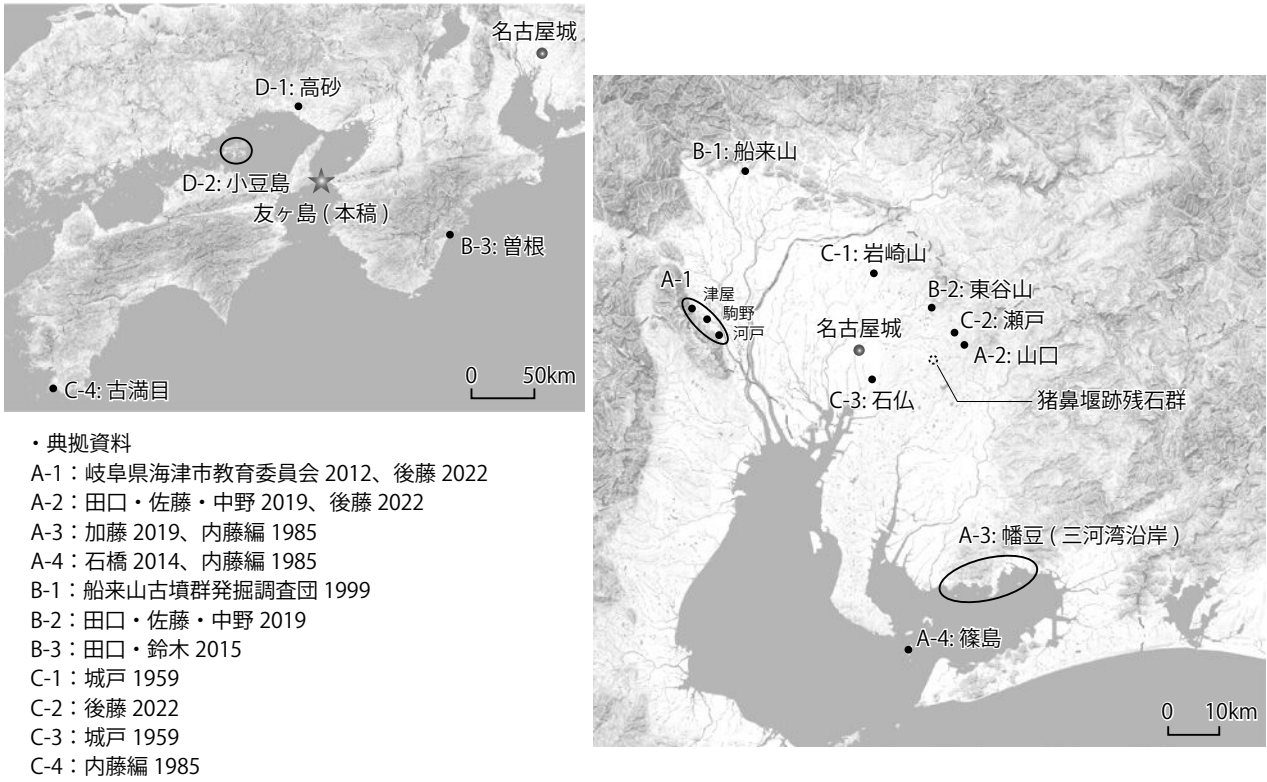 名古屋城
D-1: 高砂
D-2: 小豆島
友ヶ島 ( 本稿 )
B-3: 曽根
C-4: 古満目
0 50km
B-1: 船来山
C-1: 岩崎山
A-1
津屋
駒野
河戸
B-2: 東谷山
名古屋城
C-2: 瀬戸
A-2: 山口
C-3: 石仏
猪鼻堰跡残石群
A-3: 幡豆 ( 三河湾沿岸 )
A-4: 篠島
0 10km
・典拠資料
A-1：岐阜県海津市教育委員会 2012、後藤 2022
A-2：田口・佐藤・中野 2019、後藤 2022
A-3：加藤 2019、内藤編 1985
A-4：石橋 2014、内藤編 1985
B-1：船来山古墳群発掘調査団 1999
B-2：田口・佐藤・中野 2019
B-3：田口・鈴木 2015
C-1：城戸 1959
C-2：後藤 2022
C-3：城戸 1959
C-4：内藤編 1985